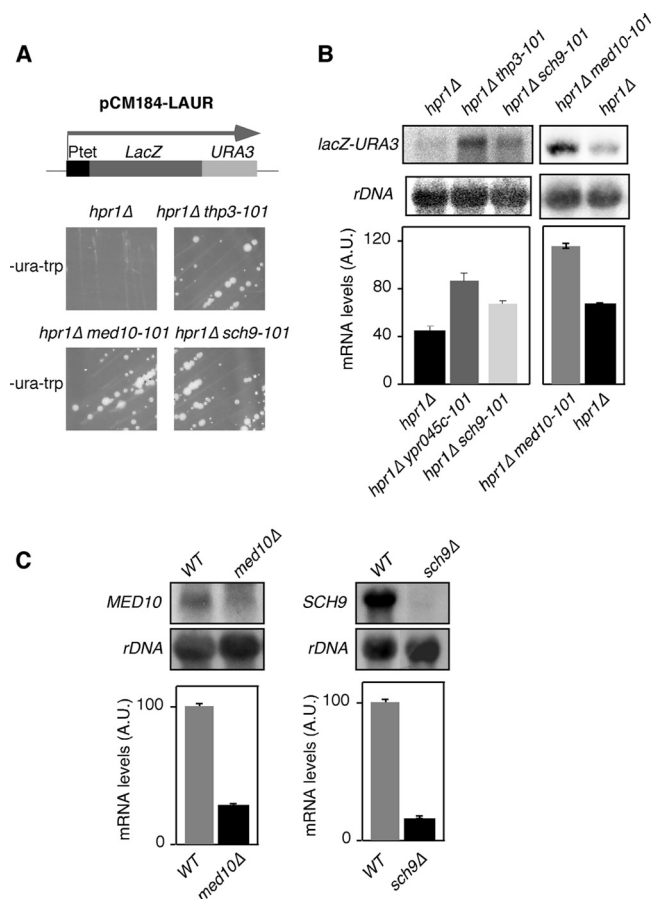 A
pCM184-LAUR
Ptet LacZ URA3
hpr1Δ hpr1Δ thp3-101
-ura-trp
hpr1Δ med10-101 hpr1Δ sch9-101
-ura-trp
B
hpr1Δ hpr1Δ thp3-101 hpr1Δ sch9-101 hpr1Δ med10-101 hpr1Δ
lacZ-URA3
rDNA
mRNA levels (A.U.)
120
80
40
hpr1Δ hpr1Δ ypr045c-101 hpr1Δ sch9-101 hpr1Δ med10-101 hpr1Δ
C
WT med10Δ
MED10
rDNA
mRNA levels (A.U.)
100
0
WT med10Δ
WT sch9Δ
SCH9
rDNA
mRNA levels (A.U.)
100
0
WT sch9Δ